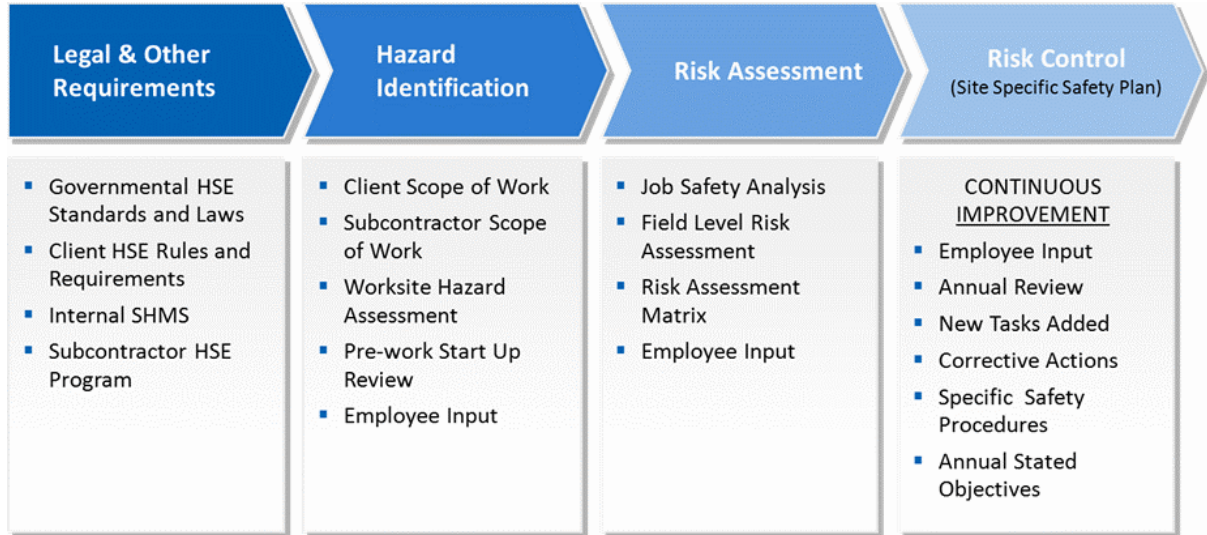 Legal & Other
Requirements
Hazard
Identification
Risk Assessment
Risk Control
(Site Specific Safety Plan)
▪ Governmental HSE
Standards and Laws
▪ Client HSE Rules and
Requirements
▪ Internal SHMS
▪ Subcontractor HSE
Program
▪ Client Scope of Work
▪ Subcontractor Scope
of Work
▪ Worksite Hazard
Assessment
▪ Pre-work Start Up
Review
▪ Employee Input
▪ Job Safety Analysis
▪ Field Level Risk
Assessment
▪ Risk Assessment
Matrix
▪ Employee Input
CONTINUOUS
IMPROVEMENT
▪ Employee Input
▪ Annual Review
▪ New Tasks Added
▪ Corrective Actions
▪ Specific Safety
Procedures
▪ Annual Stated
Objectives